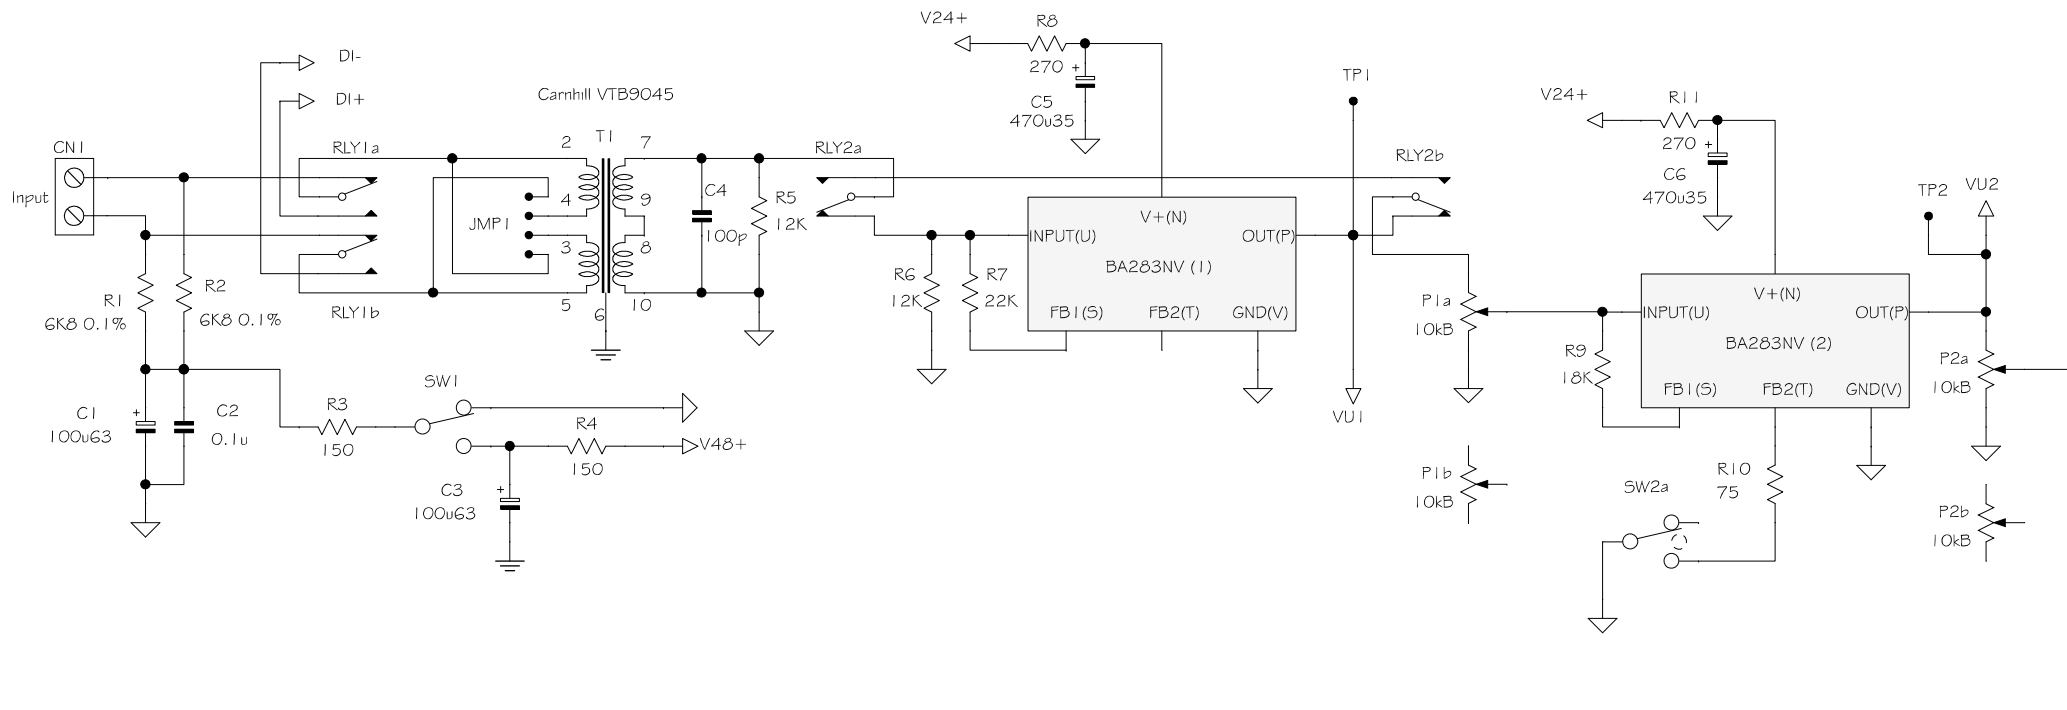 V24+
R8
270
+
C5
470u35
DI-
DI+
Carnhill VTB9045
TP1
V24+
R11
270
+
C6
470u35
CN1
Input
RLY1a
2
T1
7
RLY2a
RLY2b
4
9
C4
100p
R5
12K
JMP1
3
8
TP2
VU2
INPUT(U)
V+(N)
OUT(P)
BA283NV (1)
FB1(S)
FB2(T)
GND(V)
R6
12K
R7
22K
R1
6K8 0.1%
R2
6K8 0.1%
RLY1b
5
6
10
P1a
10kB
INPUT(U)
V+(N)
OUT(P)
BA283NV (2)
FB1(S)
FB2(T)
GND(V)
R9
18K
P2a
10kB
SW1
VU1
C1
100u63
+
C2
0.1u
R3
150
R4
150
V48+
C3
100u63
+
P1b
10kB
R10
75
SW2a
P2b
10kB